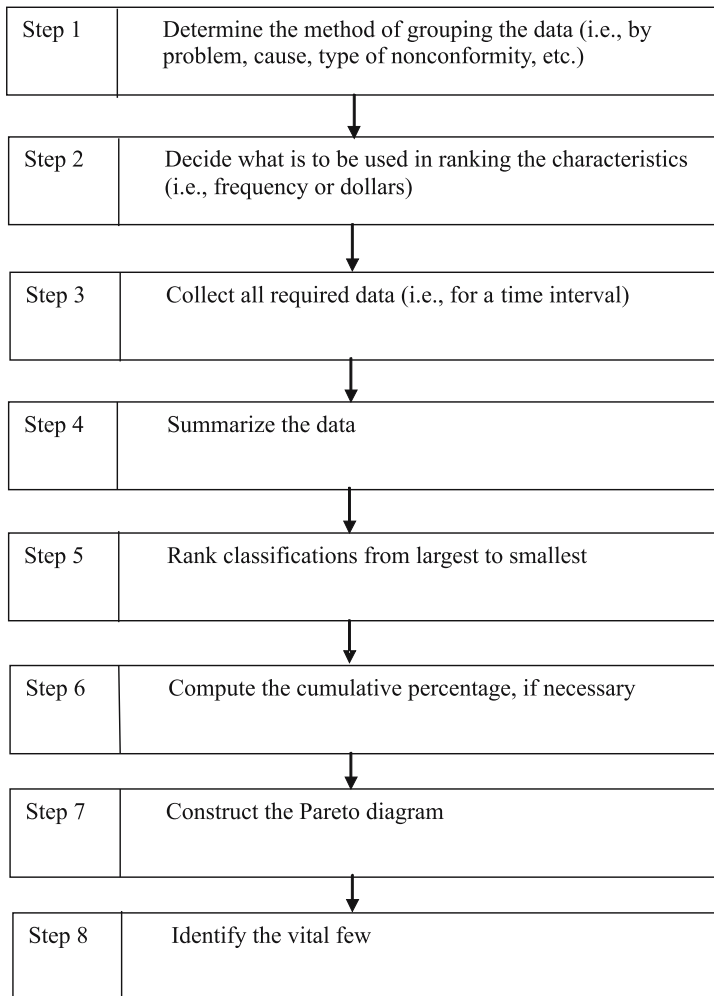 Step 1
Determine the method of grouping the data (i.e., by
problem, cause, type of nonconformity, etc.)
Step 2
Decide what is to be used in ranking the characteristics
(i.e., frequency or dollars)
Step 3
Collect all required data (i.e., for a time interval)
Step 4
Summarize the data
Step 5
Rank classifications from largest to smallest
Step 6
Compute the cumulative percentage, if necessary
Step 7
Construct the Pareto diagram
Step 8
Identify the vital few